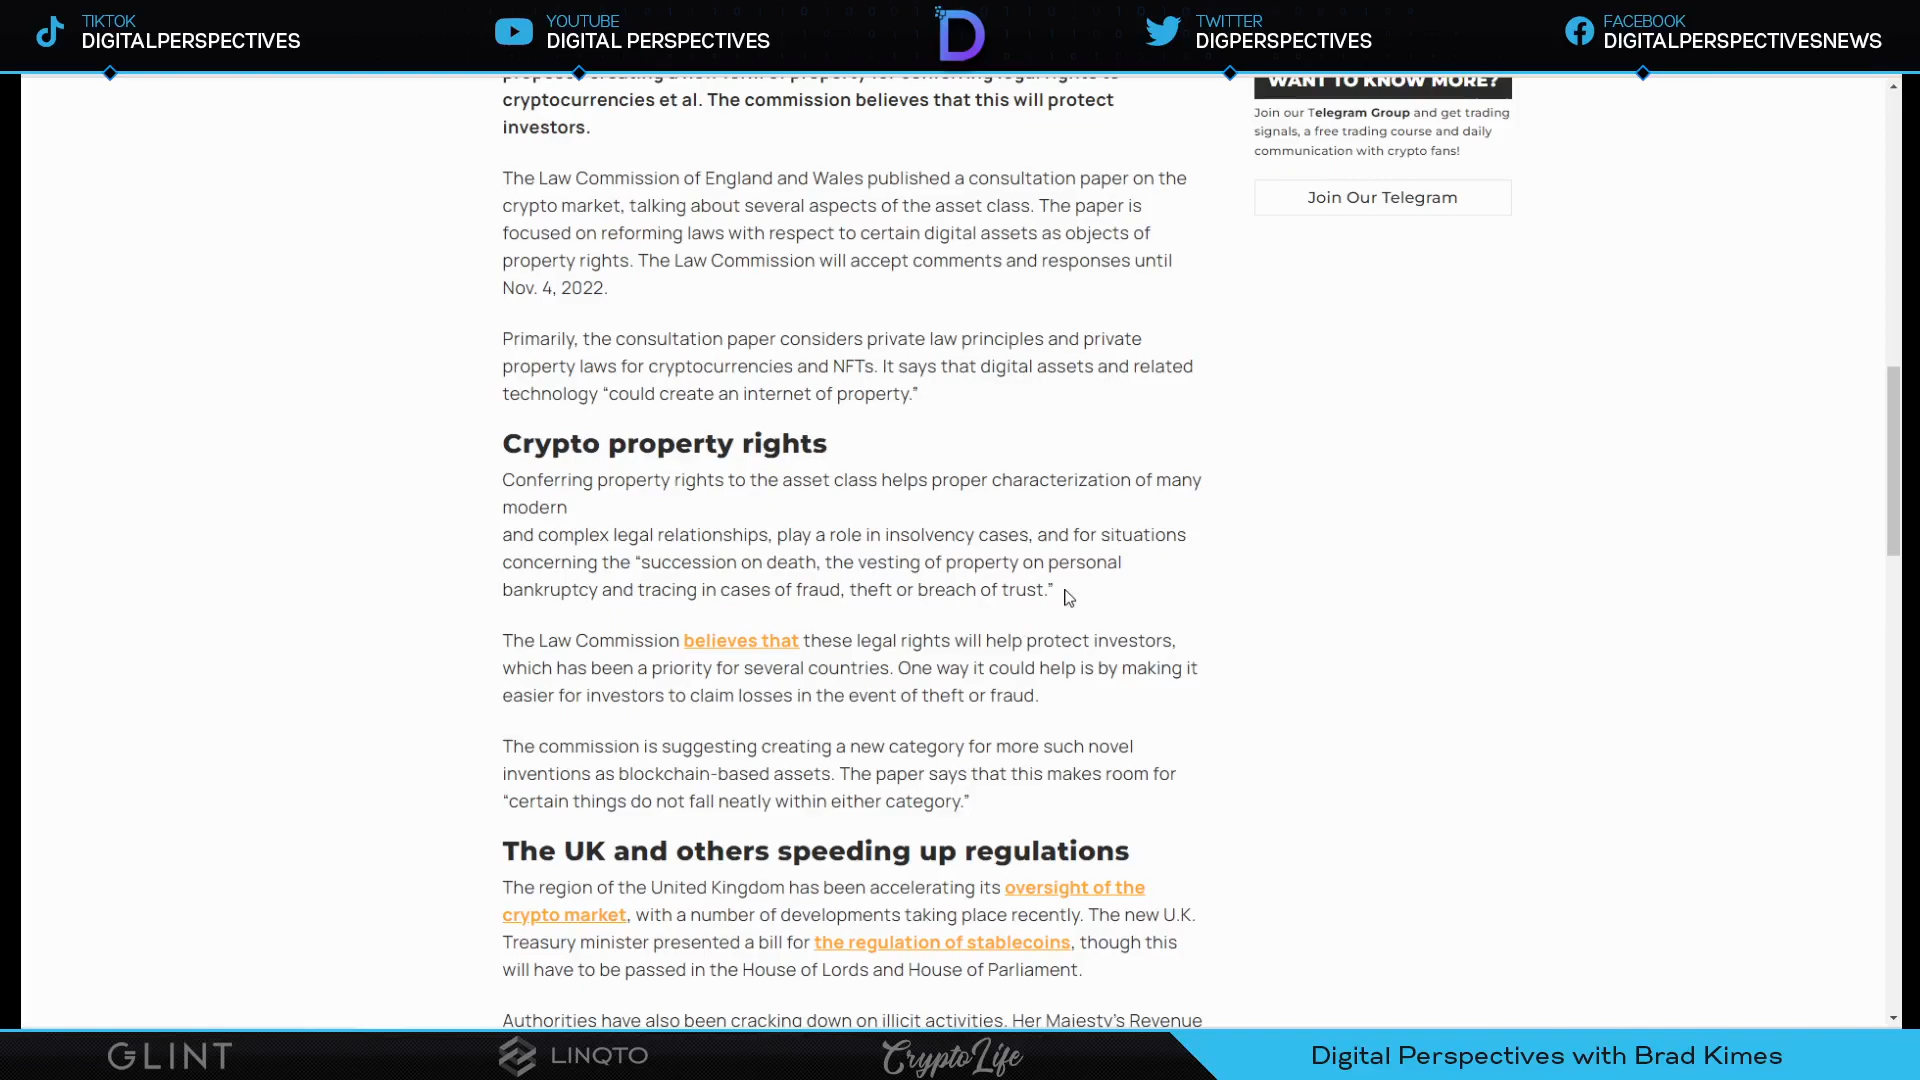 TIKTOK
DIGITALPERSPECTIVES
YOUTUBE
DIGITAL PERSPECTIVES
D
TWITTER
DIGPERSPECTIVES
FACEBOOK
DIGITALPERSPECTIVESNEWS
cryptocurrencies et al. The commission believes that this will protect
investors.
The Law Commission of England and Wales published a consultation paper on the
crypto market, talking about several aspects of the asset class. The paper is
focused on reforming laws with respect to certain digital assets as objects of
property rights. The Law Commission will accept comments and responses until
Nov. 4, 2022.
Primarily, the consultation paper considers private law principles and private
property laws for cryptocurrencies and NFTs. It says that digital assets and related
technology “could create an internet of property.”
Crypto property rights
Conferring property rights to the asset class helps proper characterization of many
modern
and complex legal relationships, play a role in insolvency cases, and for situations
concerning the “succession on death, the vesting of property on personal
bankruptcy and tracing in cases of fraud, theft or breach of trust.”
The Law Commission believes that these legal rights will help protect investors,
which has been a priority for several countries. One way it could help is by making it
easier for investors to claim losses in the event of theft or fraud.
The commission is suggesting creating a new category for more such novel
inventions as blockchain-based assets. The paper says that this makes room for
“certain things do not fall neatly within either category.”
The UK and others speeding up regulations
The region of the United Kingdom has been accelerating its oversight of the
crypto market, with a number of developments taking place recently. The new U.K.
Treasury minister presented a bill for the regulation of stablecoins, though this
will have to be passed in the House of Lords and House of Parliament.
Authorities have also been cracking down on illicit activities. Her Majesty's Revenue
WANT TO KNOW MORE?
Join our Telegram Group and get trading
signals, a free trading course and daily
communication with crypto fans!
Join Our Telegram
GLINT
LINQTO
CryptoLife
Digital Perspectives with Brad Kimes